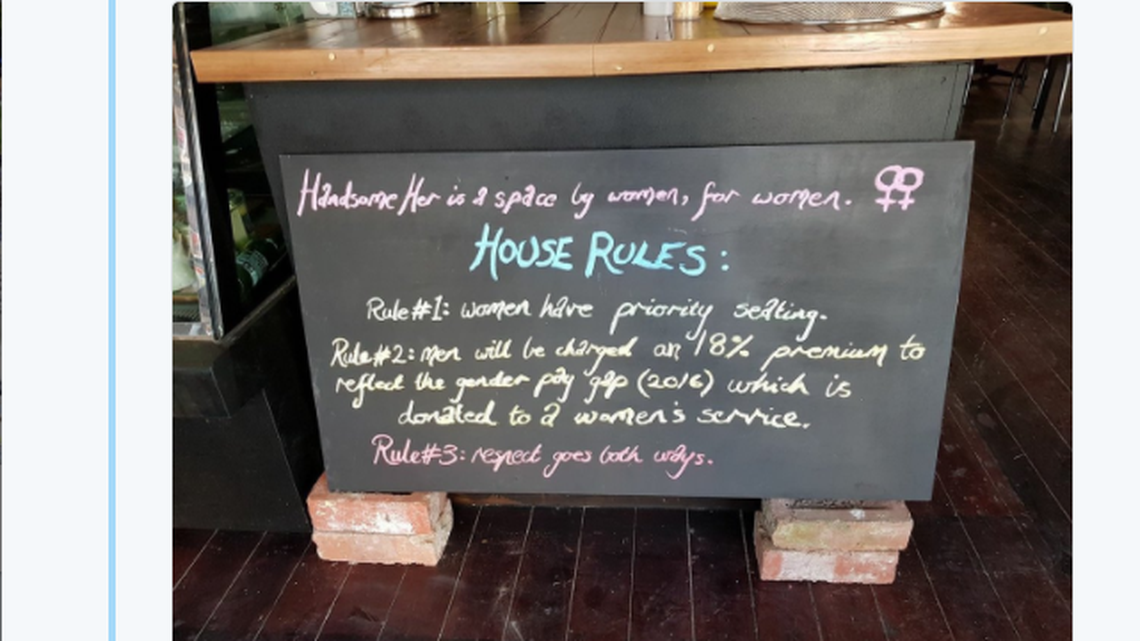 Handsome Her is a space by women, for women.
HOUSE RULES:
Rule #1: women have priority seating.
Rule #2: men will be charged an 18% premium to
reflect the gender pay gap (2016) which is
donated to a women's service.
Rule #3: respect goes both ways.